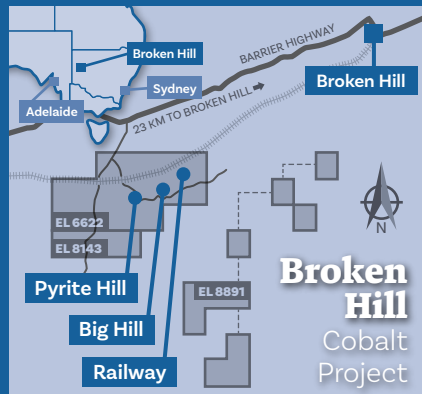 Broken Hill
Sydney
Adelaide
BARRIER HIGHWAY
Broken Hill
23 KM TO BROKEN HILL
N
EL 6622
EL 8143
EL 8891
Pyrite Hill
Big Hill
Railway
Broken
Hill
Cobalt
Project